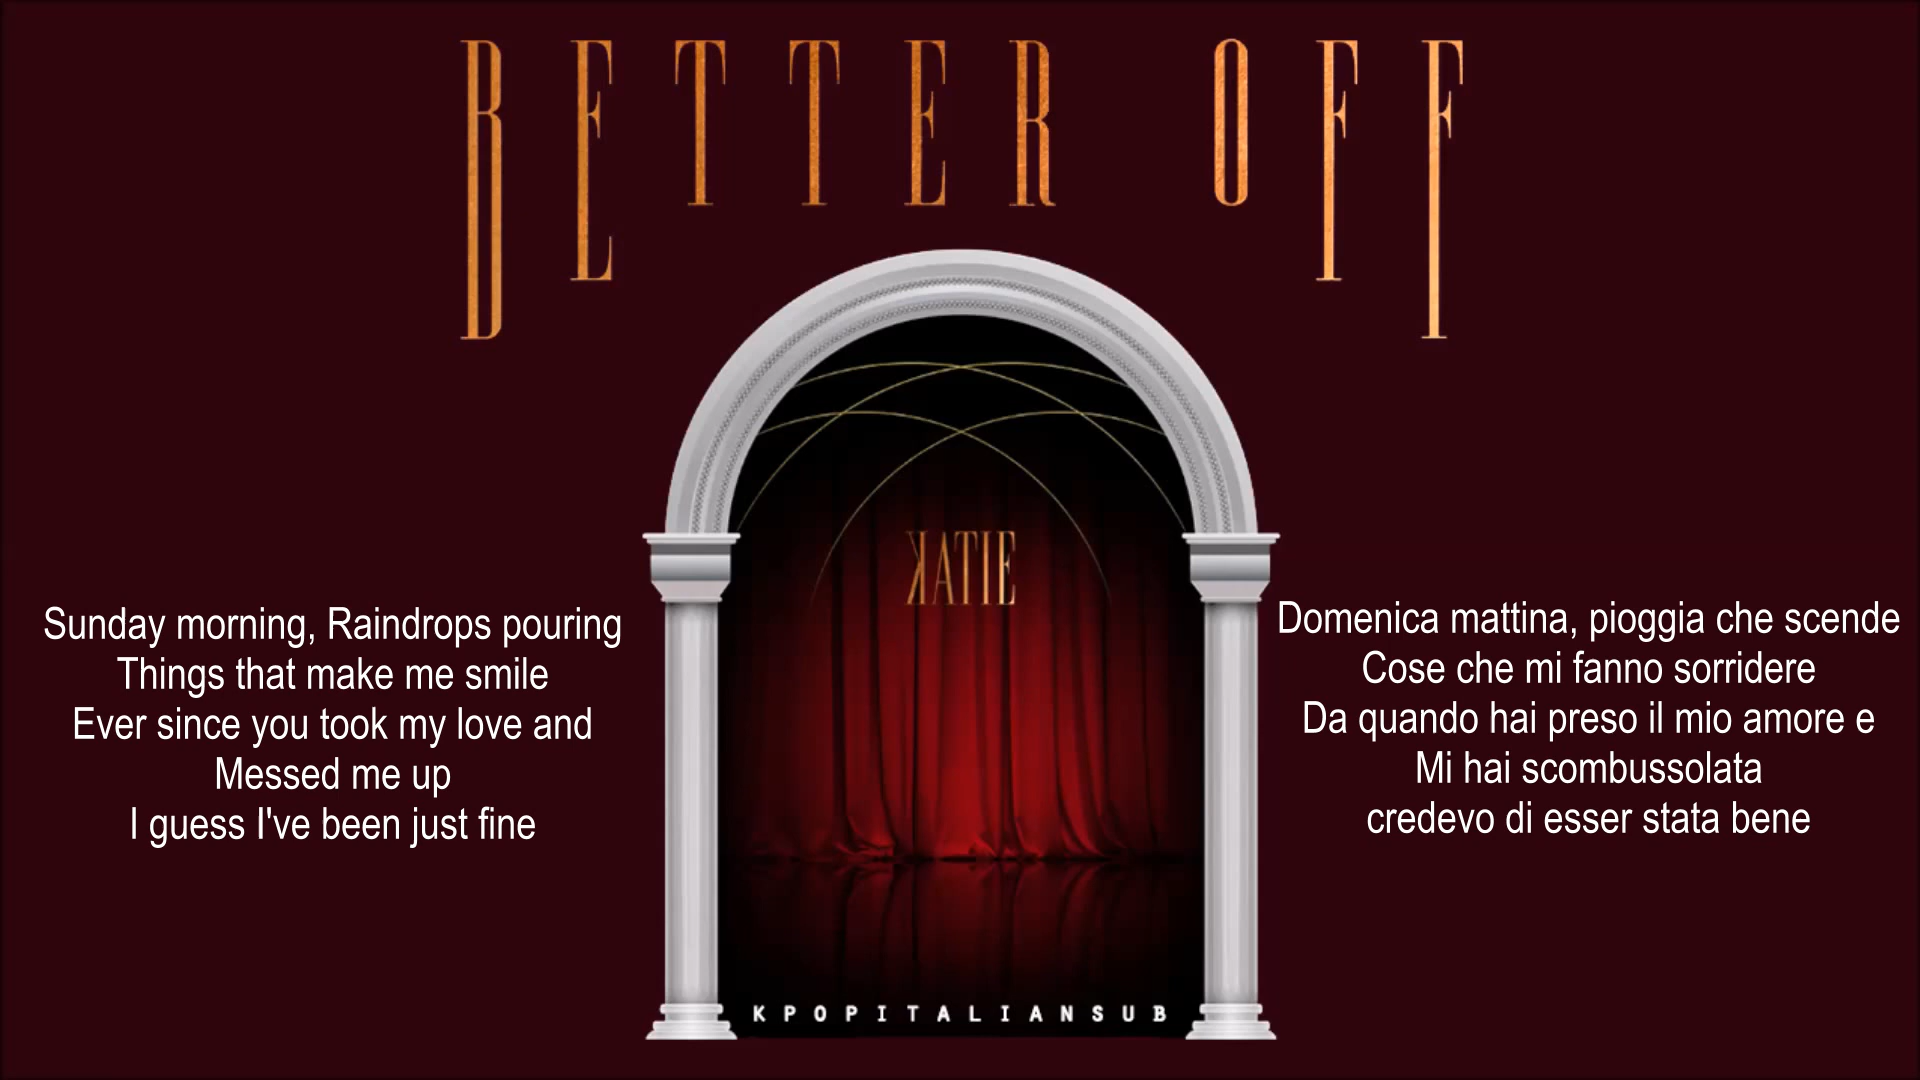 BETTER OFF
KATIE
Sunday morning, Raindrops pouring
Things that make me smile
Ever since you took my love and
Messed me up
I guess I've been just fine
Domenica mattina, pioggia che scende
Cose che mi fanno sorridere
Da quando hai preso il mio amore e
Mi hai scombussolata
credevo di esser stata bene
KPOPITALIANSUB